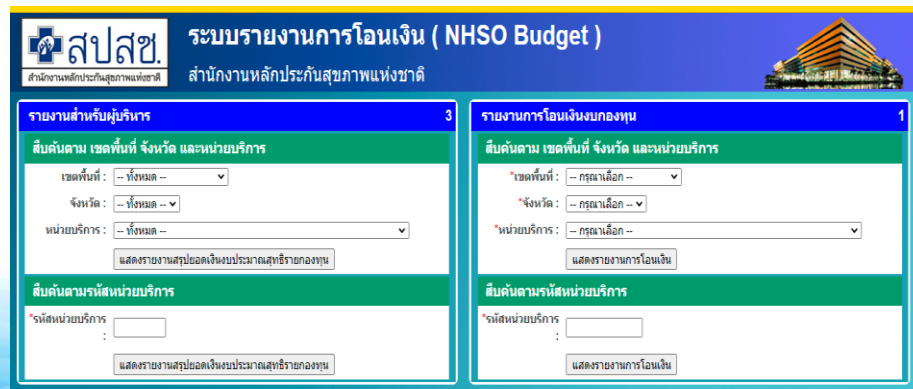 สปสช.
สำนักงานหลักประกันสุขภาพแห่งชาติ
ระบบรายงานการโอนเงิน ( NHSO Budget )
สำนักงานหลักประกันสุขภาพแห่งชาติ
รายงานสำหรับผู้บริหาร 3
สืบค้นตาม เขตพื้นที่ จังหวัด และหน่วยบริการ
เขตพื้นที่ : -- ทั้งหมด --
จังหวัด : -- ทั้งหมด --
หน่วยบริการ : -- ทั้งหมด --
แสดงรายงานสรุปยอดเงินงบประมาณสุทธิรายกองทุน
สืบค้นตามรหัสหน่วยบริการ
*รหัสหน่วยบริการ
:
แสดงรายงานสรุปยอดเงินงบประมาณสุทธิรายกองทุน
รายงานการโอนเงินงบกองทุน 1
สืบค้นตาม เขตพื้นที่ จังหวัด และหน่วยบริการ
*เขตพื้นที่ : -- กรุณาเลือก --
*จังหวัด : -- กรุณาเลือก --
*หน่วยบริการ : -- กรุณาเลือก --
แสดงรายงานการโอนเงิน
สืบค้นตามรหัสหน่วยบริการ
*รหัสหน่วยบริการ
:
แสดงรายงานการโอนเงิน